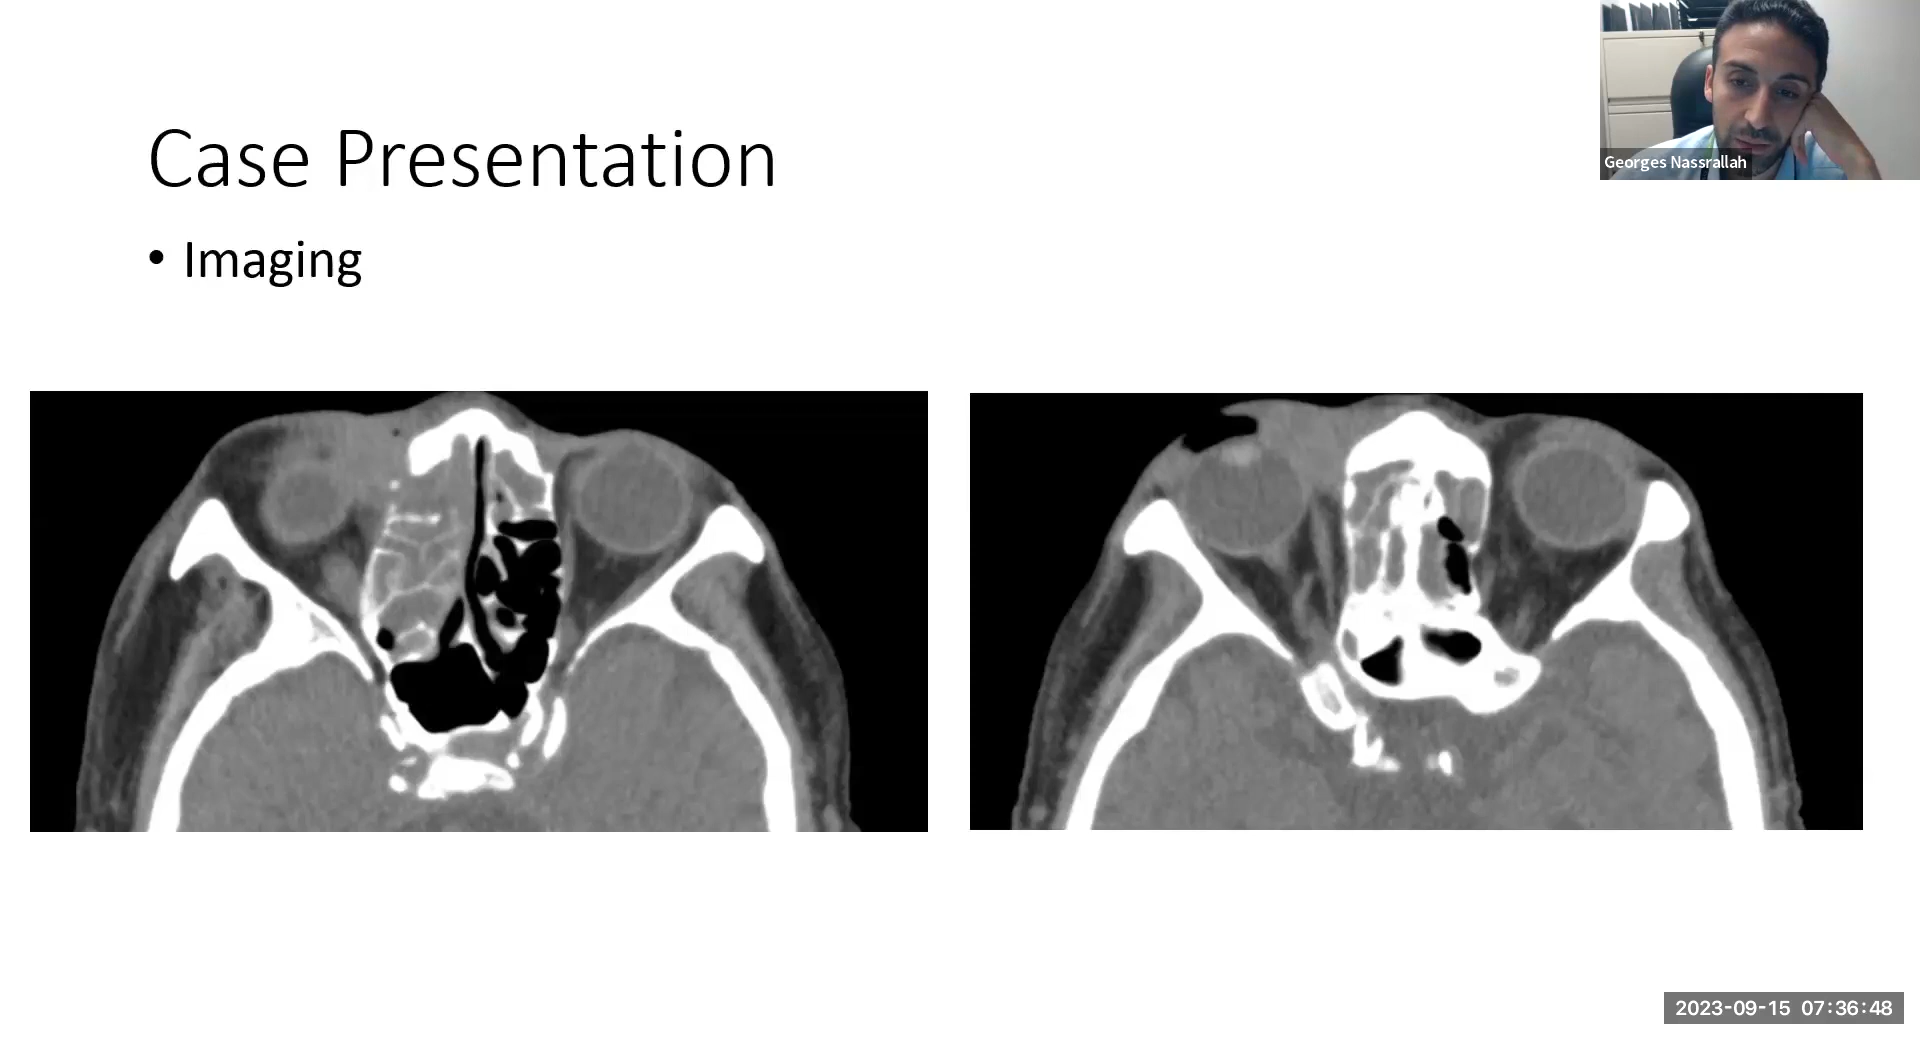 Georges Nassrallah
Case Presentation
• Imaging
2023-09-15 07:36:48